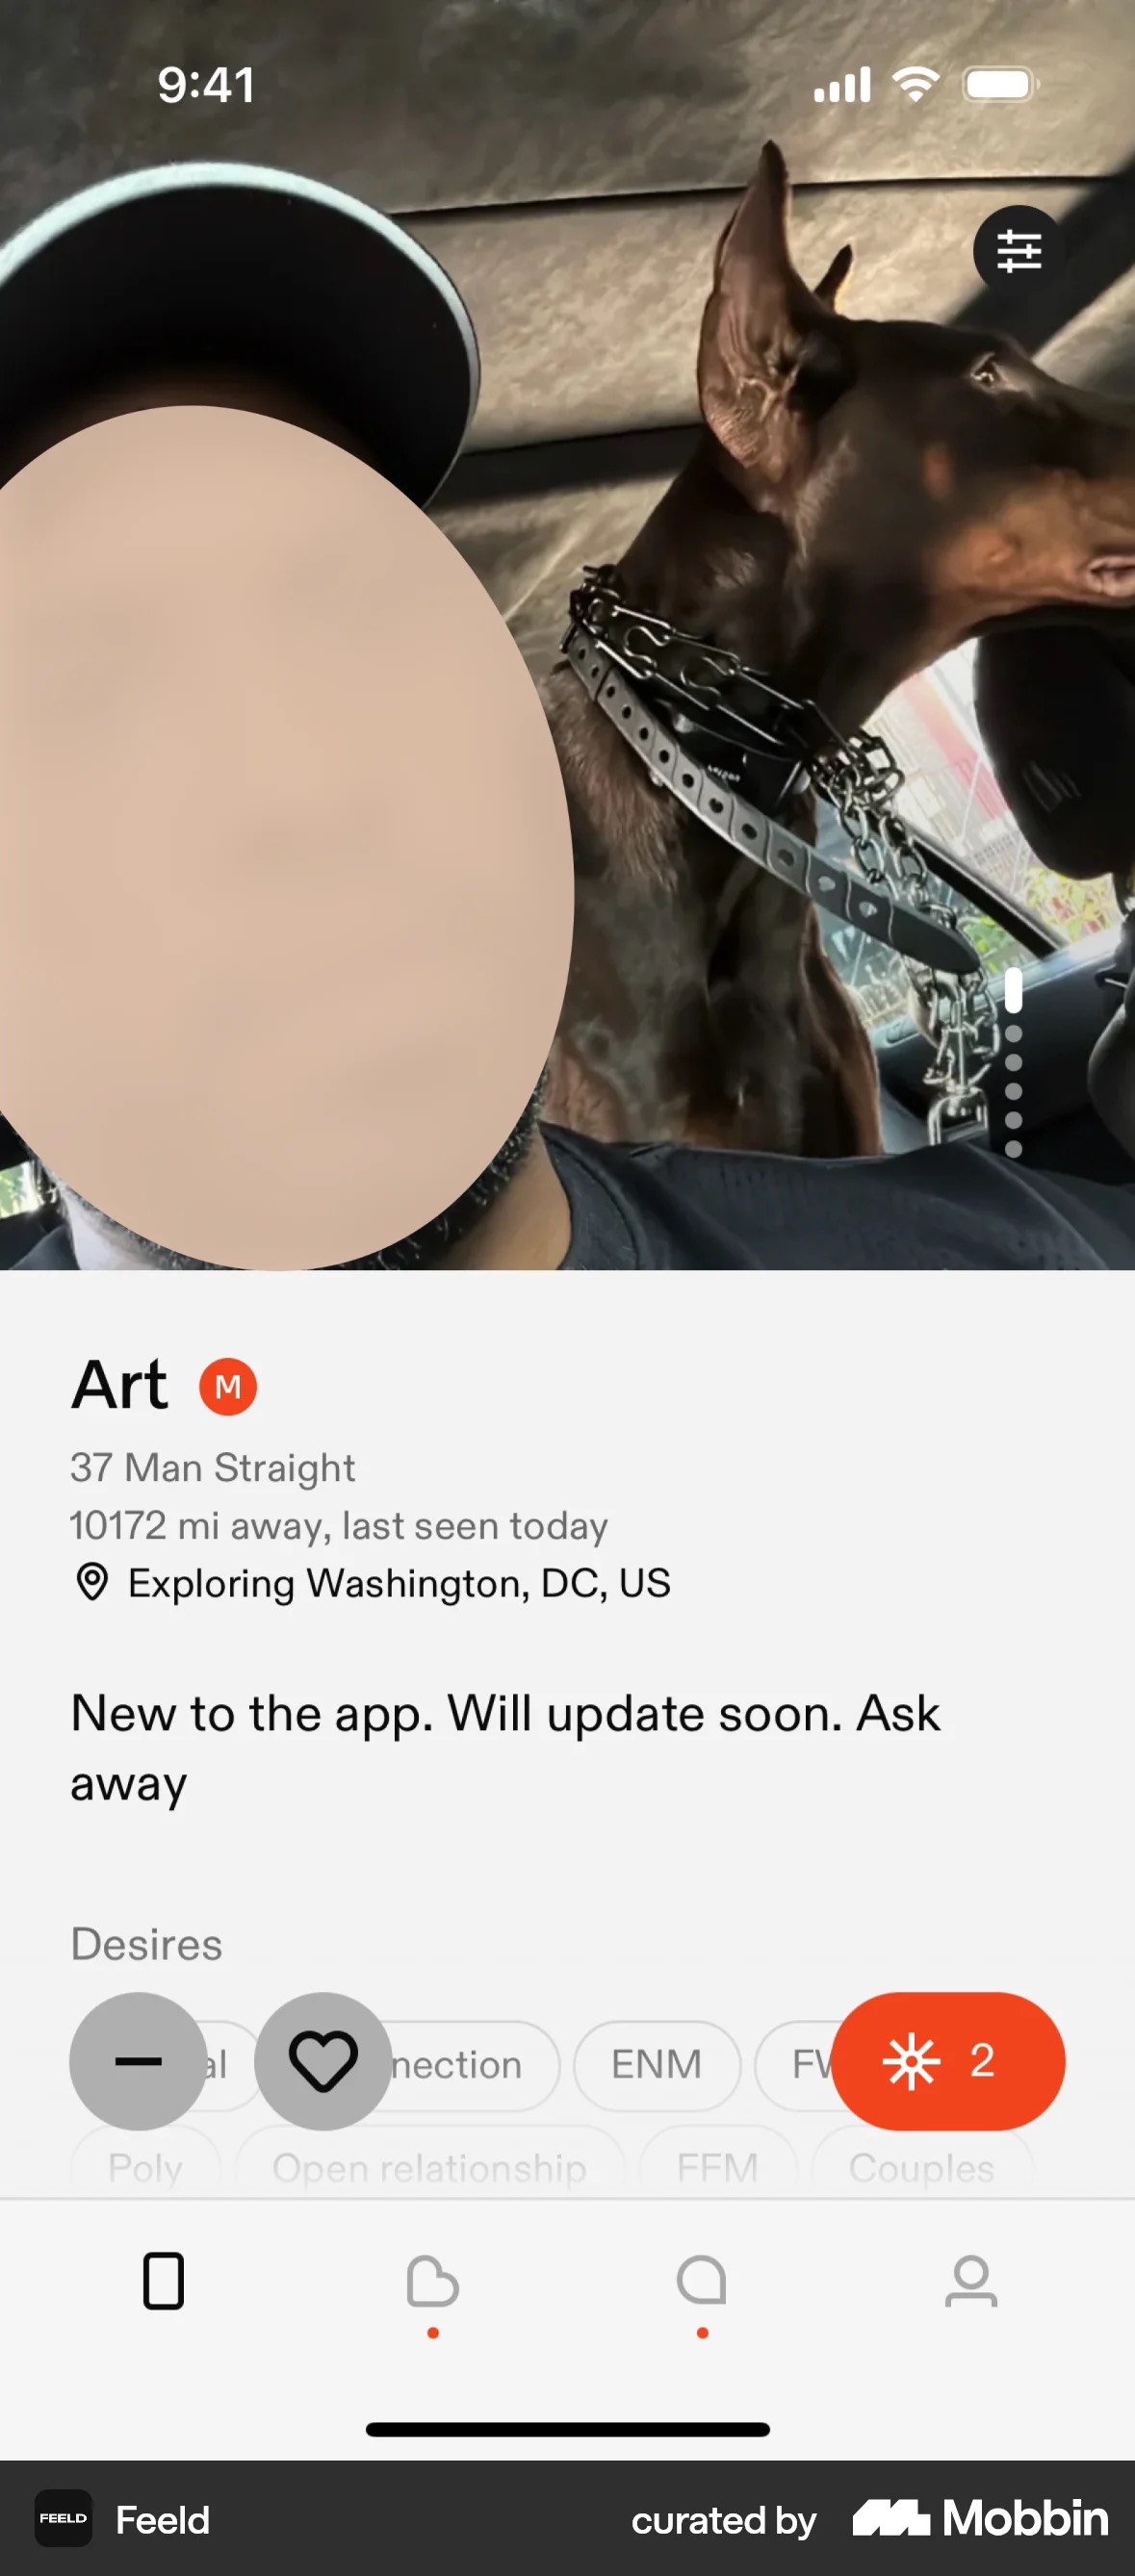 9:41
Art M
37 Man Straight
10172 mi away, last seen today
Exploring Washington, DC, US
New to the app. Will update soon. Ask
away
Desires
ENM
2
Poly Open relationship FFM Couples
FEELD Feeld curated by Mobbin